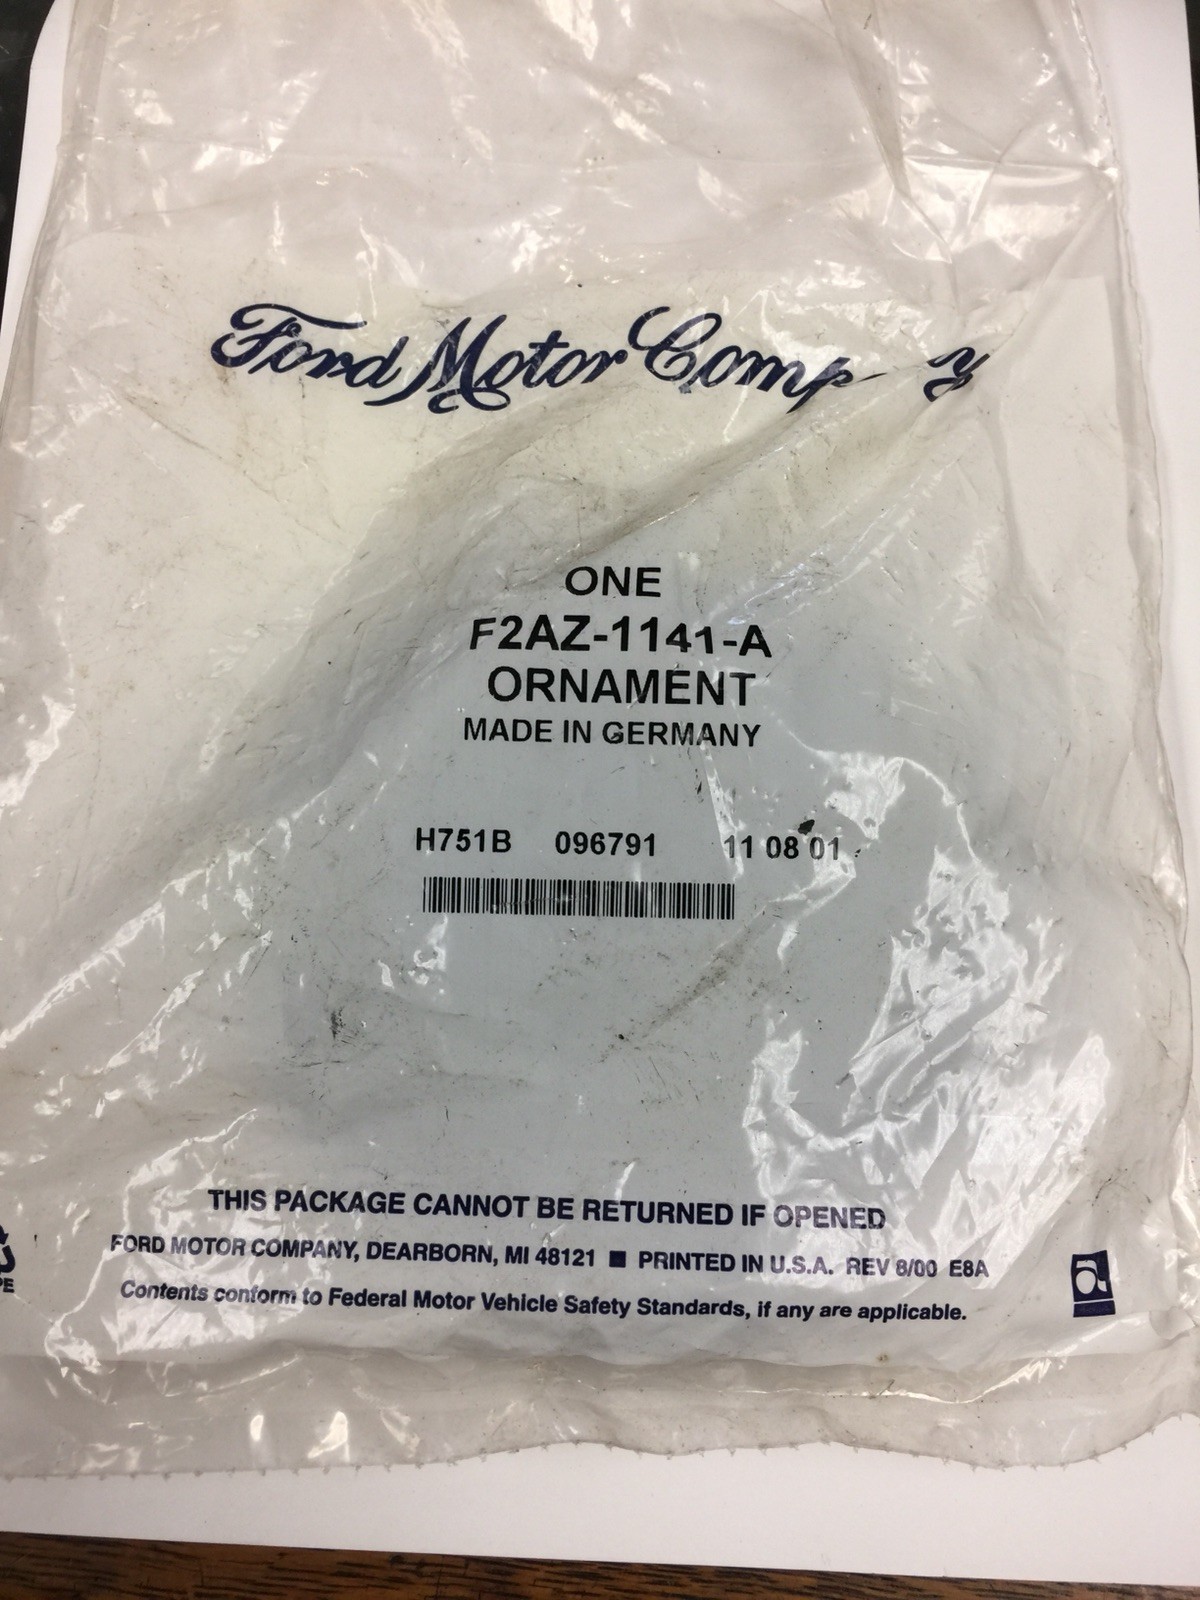 Ford Motor Comp y
ONE
F2AZ-1141-A
ORNAMENT
MADE IN GERMANY
H751B 096791 11 08 01
THIS PACKAGE CANNOT BE RETURNED IF OPENED
FORD MOTOR COMPANY, DEARBORN, MI 48121 ■ PRINTED IN U.S.A. REV 8/00 E8A
Contents conform to Federal Motor Vehicle Safety Standards, if any are applicable.